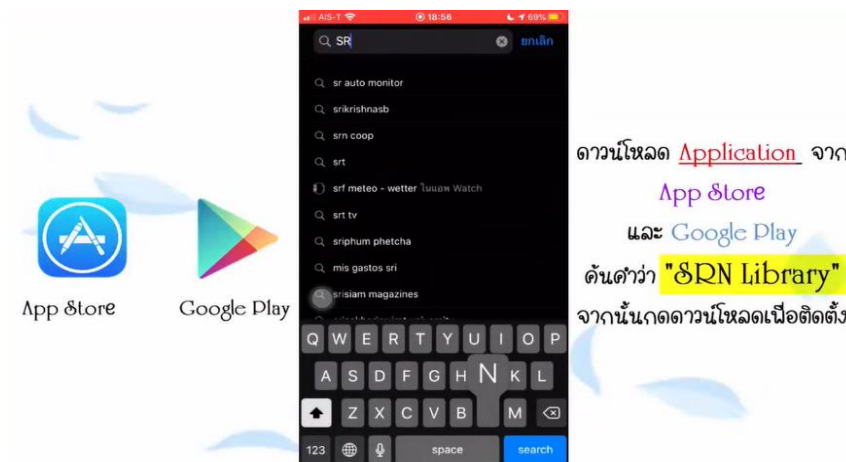 App Store
Google Play
AIS-T
18:56
69%
SR
ยกเลิก
sr auto monitor
srikrishnasb
srn coop
srt
srf meteo - wetter ในแอพ Watch
srt tv
sriphum phetcha
mis gastos sri
srisiam magazines
Q W E R T Y U I O P
A S D F G H N K L
Z X C V B M
123 space search
ดาวน์โหลด Application จาก
App Store
และ Google Play
ค้นคำว่า "SRN Library"
จากนั้นกดดาวน์โหลดเพื่อติดตั้ง